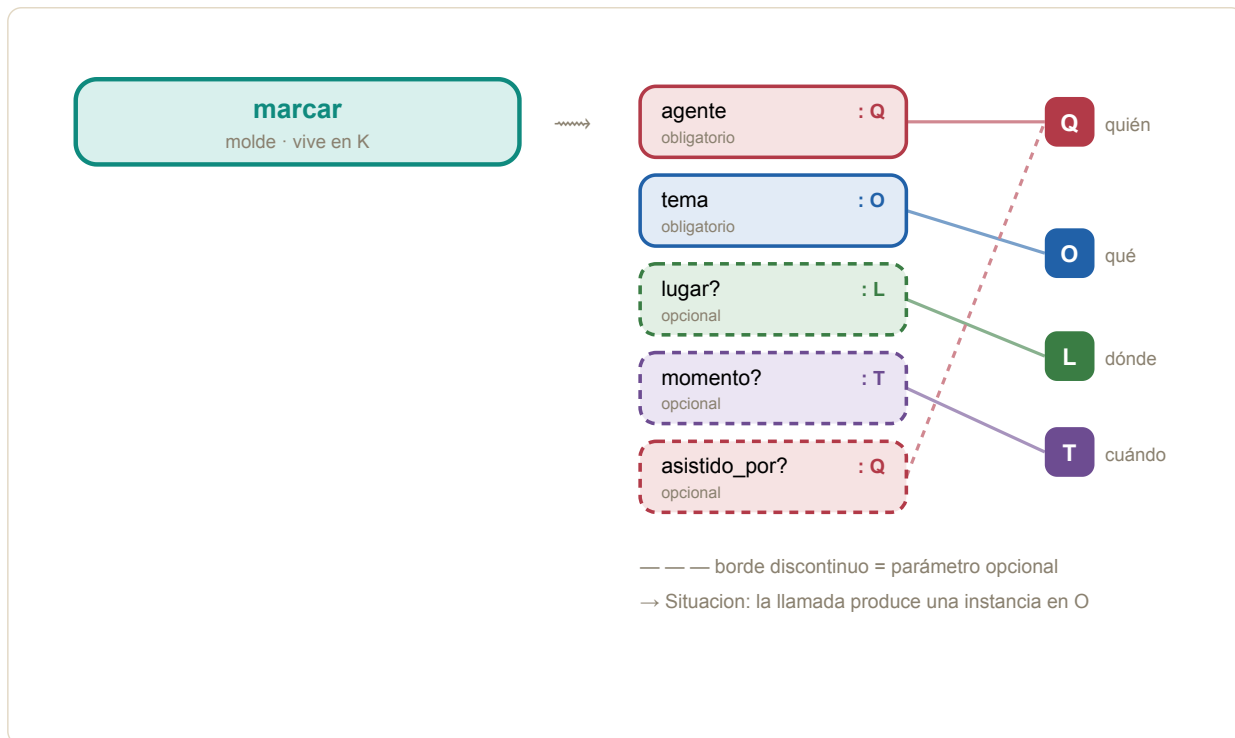 marcar
molde · vive en K
⟿
agente : Q
obligatorio
Q quién
tema : O
obligatorio
O qué
lugar? : L
opcional
L dónde
momento? : T
opcional
T cuándo
asistido_por? : Q
opcional
— — — borde discontinuo = parámetro opcional
→ Situacion: la llamada produce una instancia en O